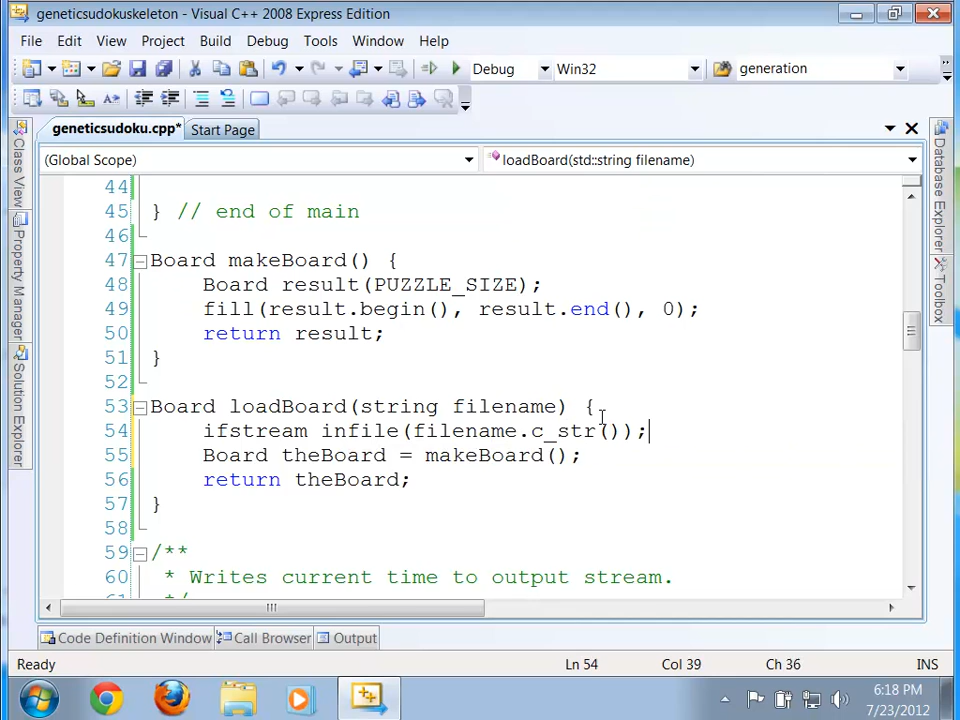 geneticsudokuskeleton - Visual C++ 2008 Express Edition
File Edit View Project Build Debug Tools Window Help
Debug Win32 generation
geneticsudoku.cpp* Start Page
(Global Scope) loadBoard(std::string filename)
44
45 } // end of main
46
47 Board makeBoard() {
48 Board result(PUZZLE_SIZE);
49 fill(result.begin(), result.end(), 0);
50 return result;
51 }
52
53 Board loadBoard(string filename) {
54 ifstream infile(filename.c_str());
55 Board theBoard = makeBoard();
56 return theBoard;
57 }
58
59 /**
60 * Writes current time to output stream.
Class View
Property Manager
Solution Explorer
Database Explorer
Toolbox
Code Definition Window Call Browser Output
Ready Ln 54 Col 39 Ch 36 INS
6:18 PM
7/23/2012